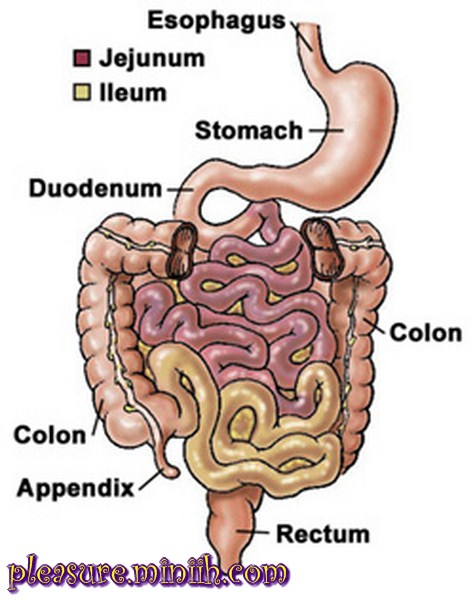 Esophagus
Jejunum
Ileum
Stomach
Duodenum
Colon
Colon
Appendix
Rectum
pleasure.miniih.com